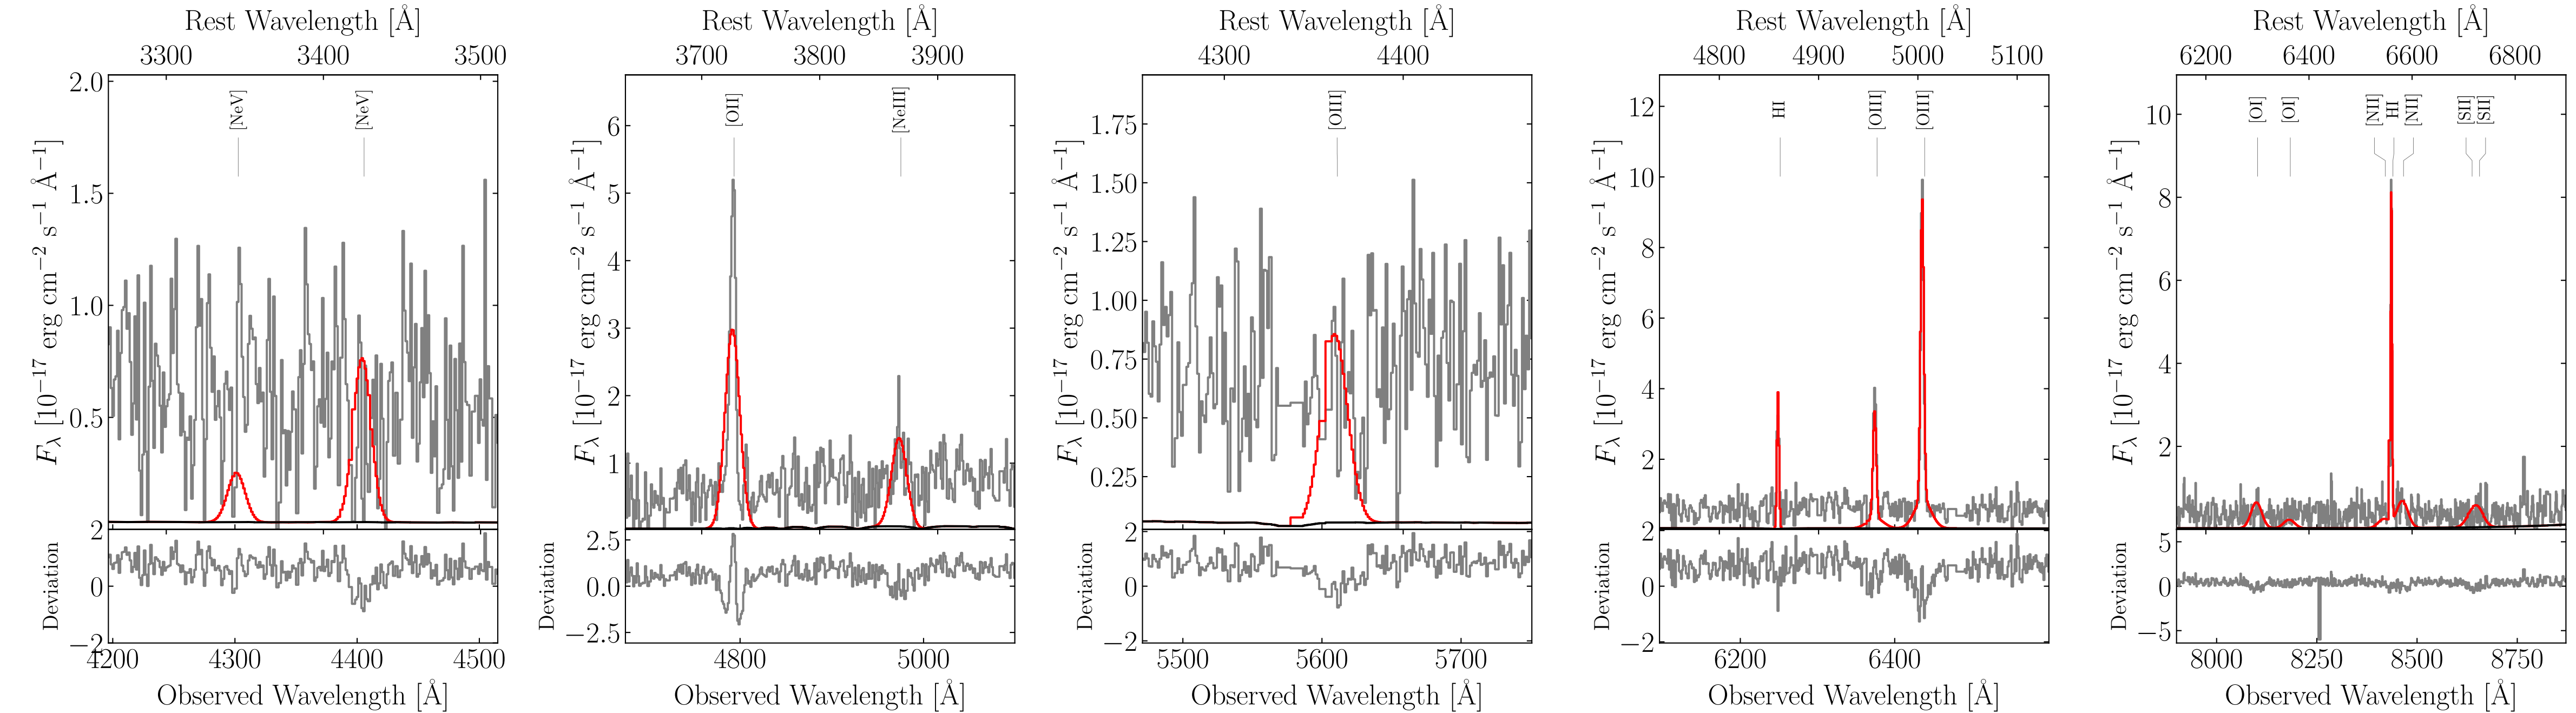 Rest Wavelength [Å]
3300 3400 3500
2.0
[NeV] [NeV]
1.5
1.0
0.5
F_λ [10⁻¹⁷ erg cm⁻² s⁻¹ Å⁻¹]
2
0
−2
Deviation
4200 4300 4400 4500
Observed Wavelength [Å]
Rest Wavelength [Å]
3700 3800 3900
[OII] [NeIII]
6
5
4
3
2
1
F_λ [10⁻¹⁷ erg cm⁻² s⁻¹ Å⁻¹]
2.5
0.0
−2.5
Deviation
4800 5000
Observed Wavelength [Å]
Rest Wavelength [Å]
4300 4400
[OIII]
1.75
1.50
1.25
1.00
0.75
0.50
0.25
F_λ [10⁻¹⁷ erg cm⁻² s⁻¹ Å⁻¹]
2
0
−2
Deviation
5500 5600 5700
Observed Wavelength [Å]
Rest Wavelength [Å]
4800 4900 5000 5100
HI [OIII] [OIII]
12
10
8
6
4
2
F_λ [10⁻¹⁷ erg cm⁻² s⁻¹ Å⁻¹]
2
0
−2
Deviation
6200 6400
Observed Wavelength [Å]
Rest Wavelength [Å]
6200 6400 6600 6800
[OI] [OI] [NII] HI [NII] [SII] [SII]
10
8
6
4
2
F_λ [10⁻¹⁷ erg cm⁻² s⁻¹ Å⁻¹]
5
0
−5
Deviation
8000 8250 8500 8750
Observed Wavelength [Å]